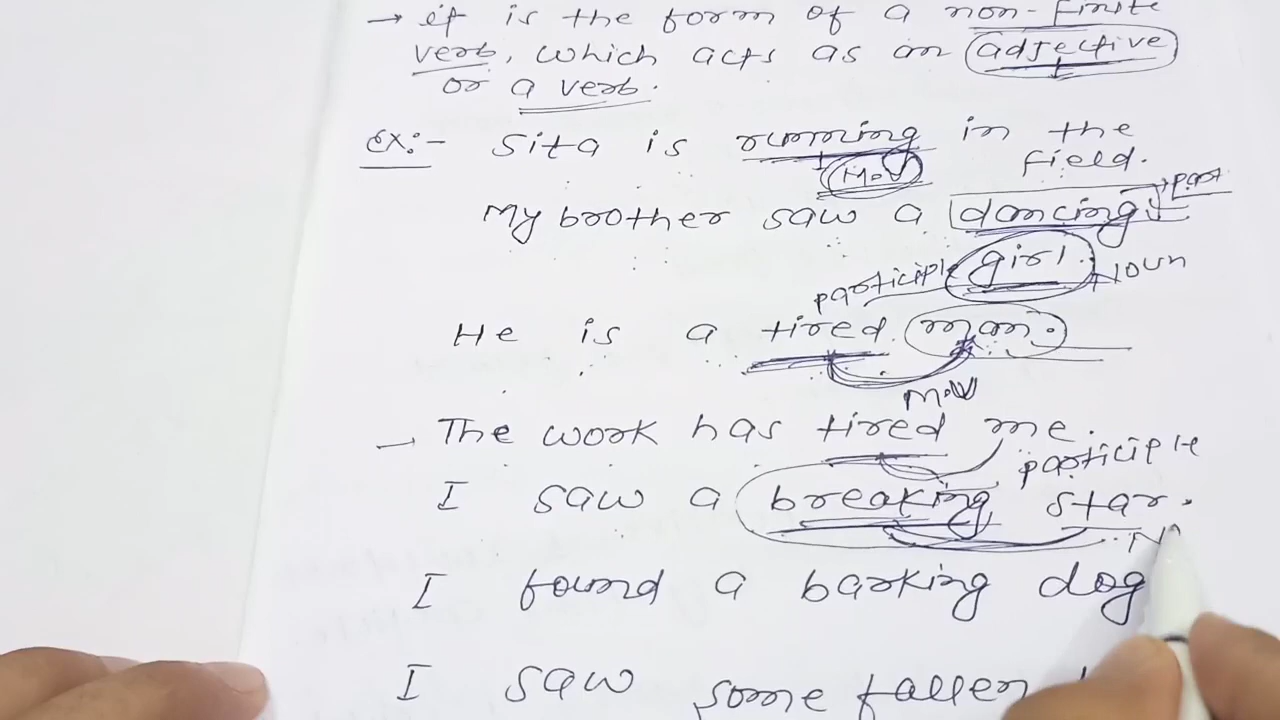 → it is the form of a non-finite
verb, which acts as an adjective
or a verb.
ex:- Sita is running in the
field.
M.V
My brother saw a dancing
part
girl.
noun
participle
He is a tired man.
M.V
→ The work has tired me.
participle
I saw a breaking star.
N
I found a barking dog
I saw some fallen